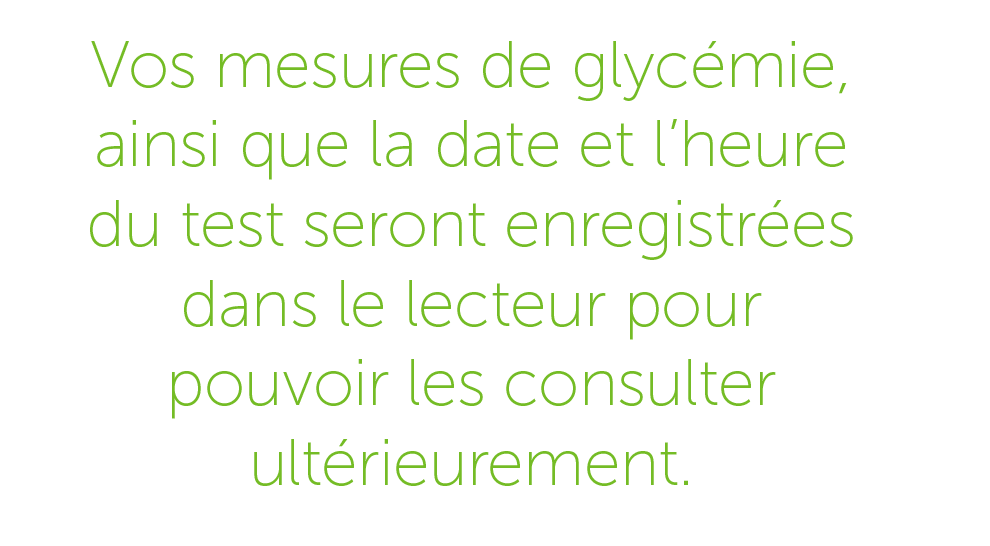 Vos mesures de glycémie,
ainsi que la date et l’heure
du test seront enregistrées
dans le lecteur pour
pouvoir les consulter
ultérieurement.